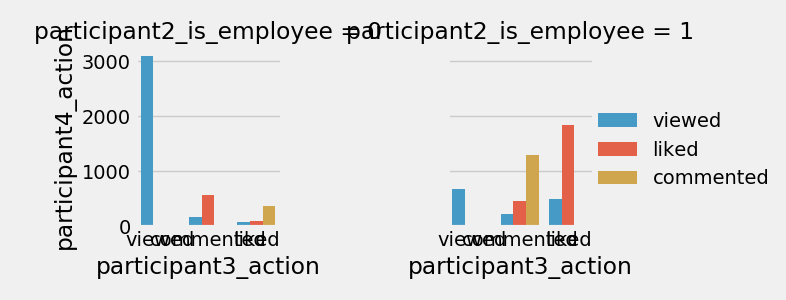 participant2_is_employee = 0
participant2_is_employee = 1
participant4_action
3000
2000
1000
0
viewed
commented
liked
viewed
commented
liked
participant3_action
participant3_action
viewed
liked
commented